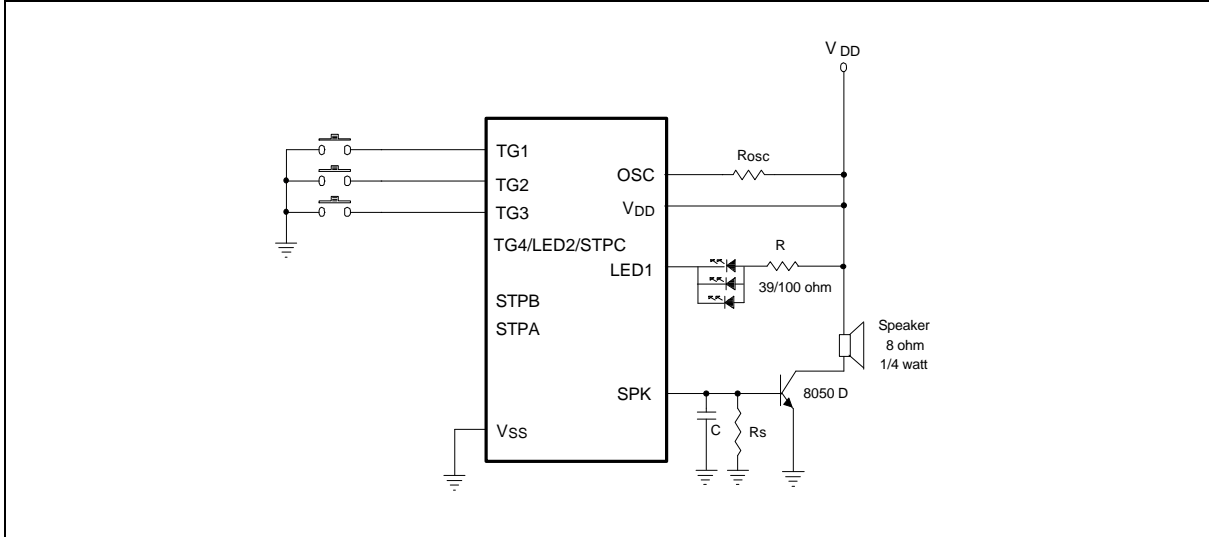 V DD
TG1
TG2
TG3
TG4/LED2/STPC
STPB
STPA
VSS
OSC
VDD
LED1
SPK
Rosc
R
39/100 ohm
Speaker
8 ohm
1/4 watt
8050 D
C
Rs